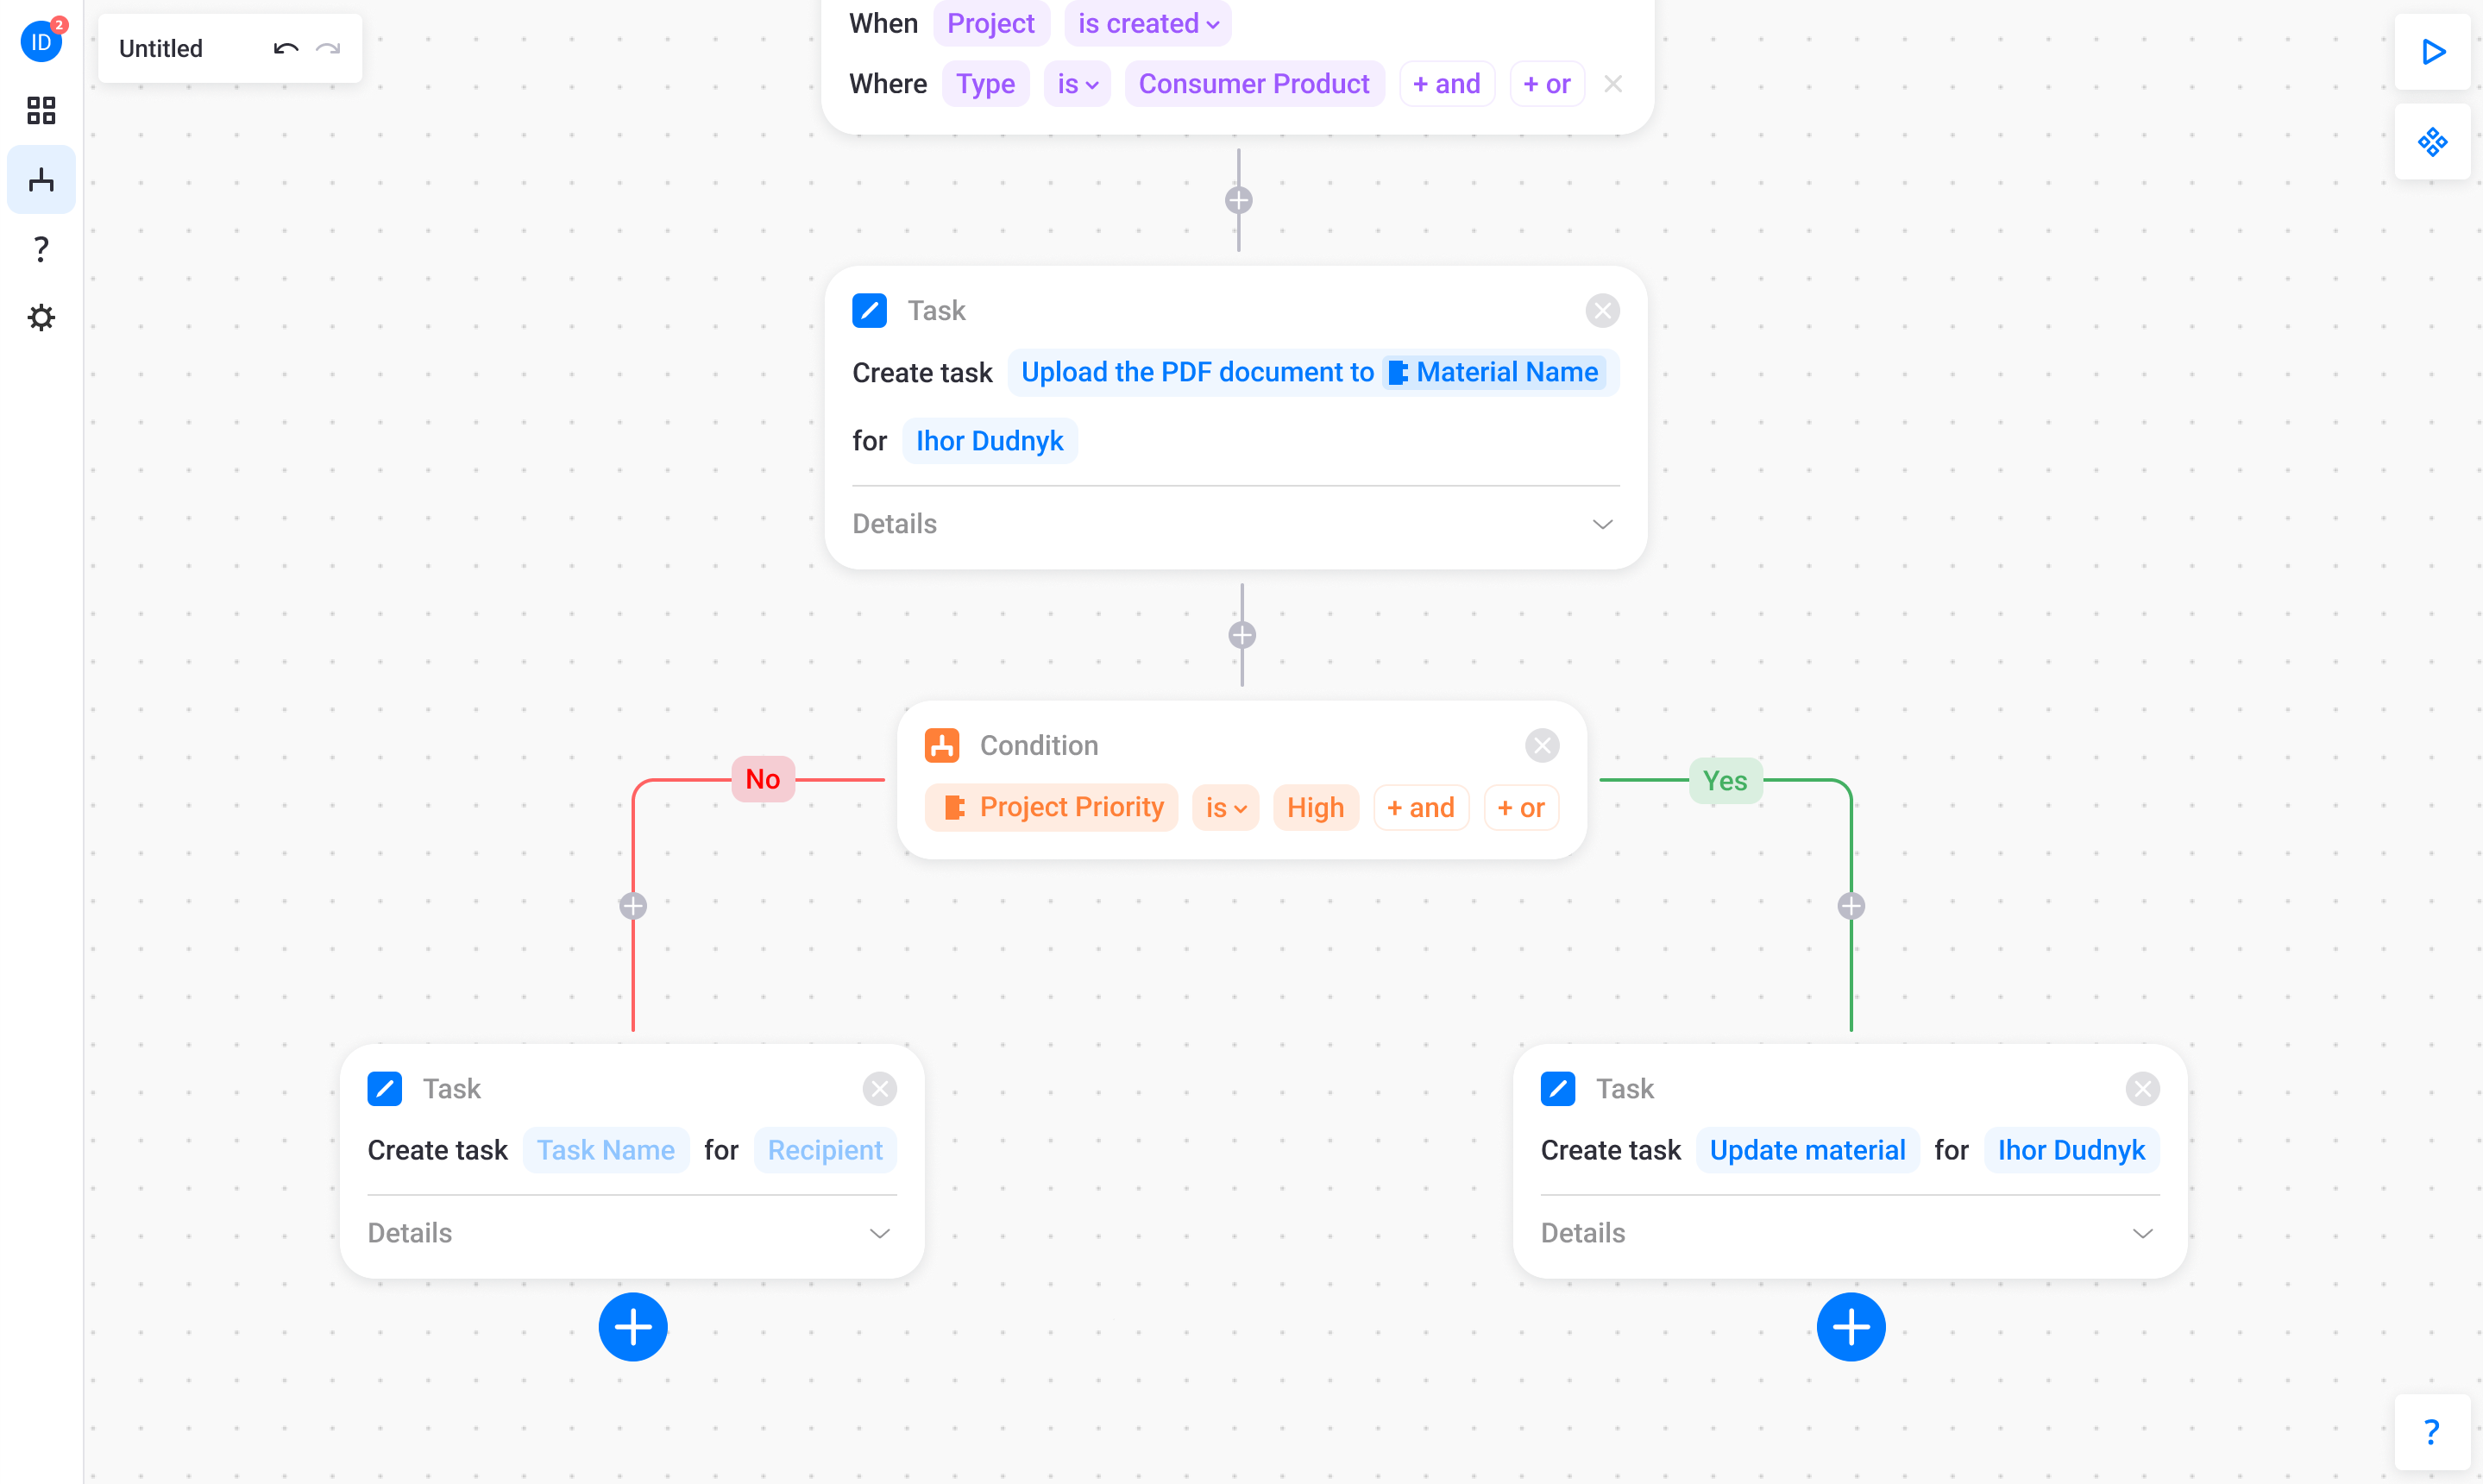 ID
2
Untitled
When Project is created
Where Type is Consumer Product + and + or
Task
Create task Upload the PDF document to Material Name
for Ihor Dudnyk
Details
Condition
No
Project Priority is High + and + or
Yes
Task
Create task Task Name for Recipient
Details
Task
Create task Update material for Ihor Dudnyk
Details
?
?